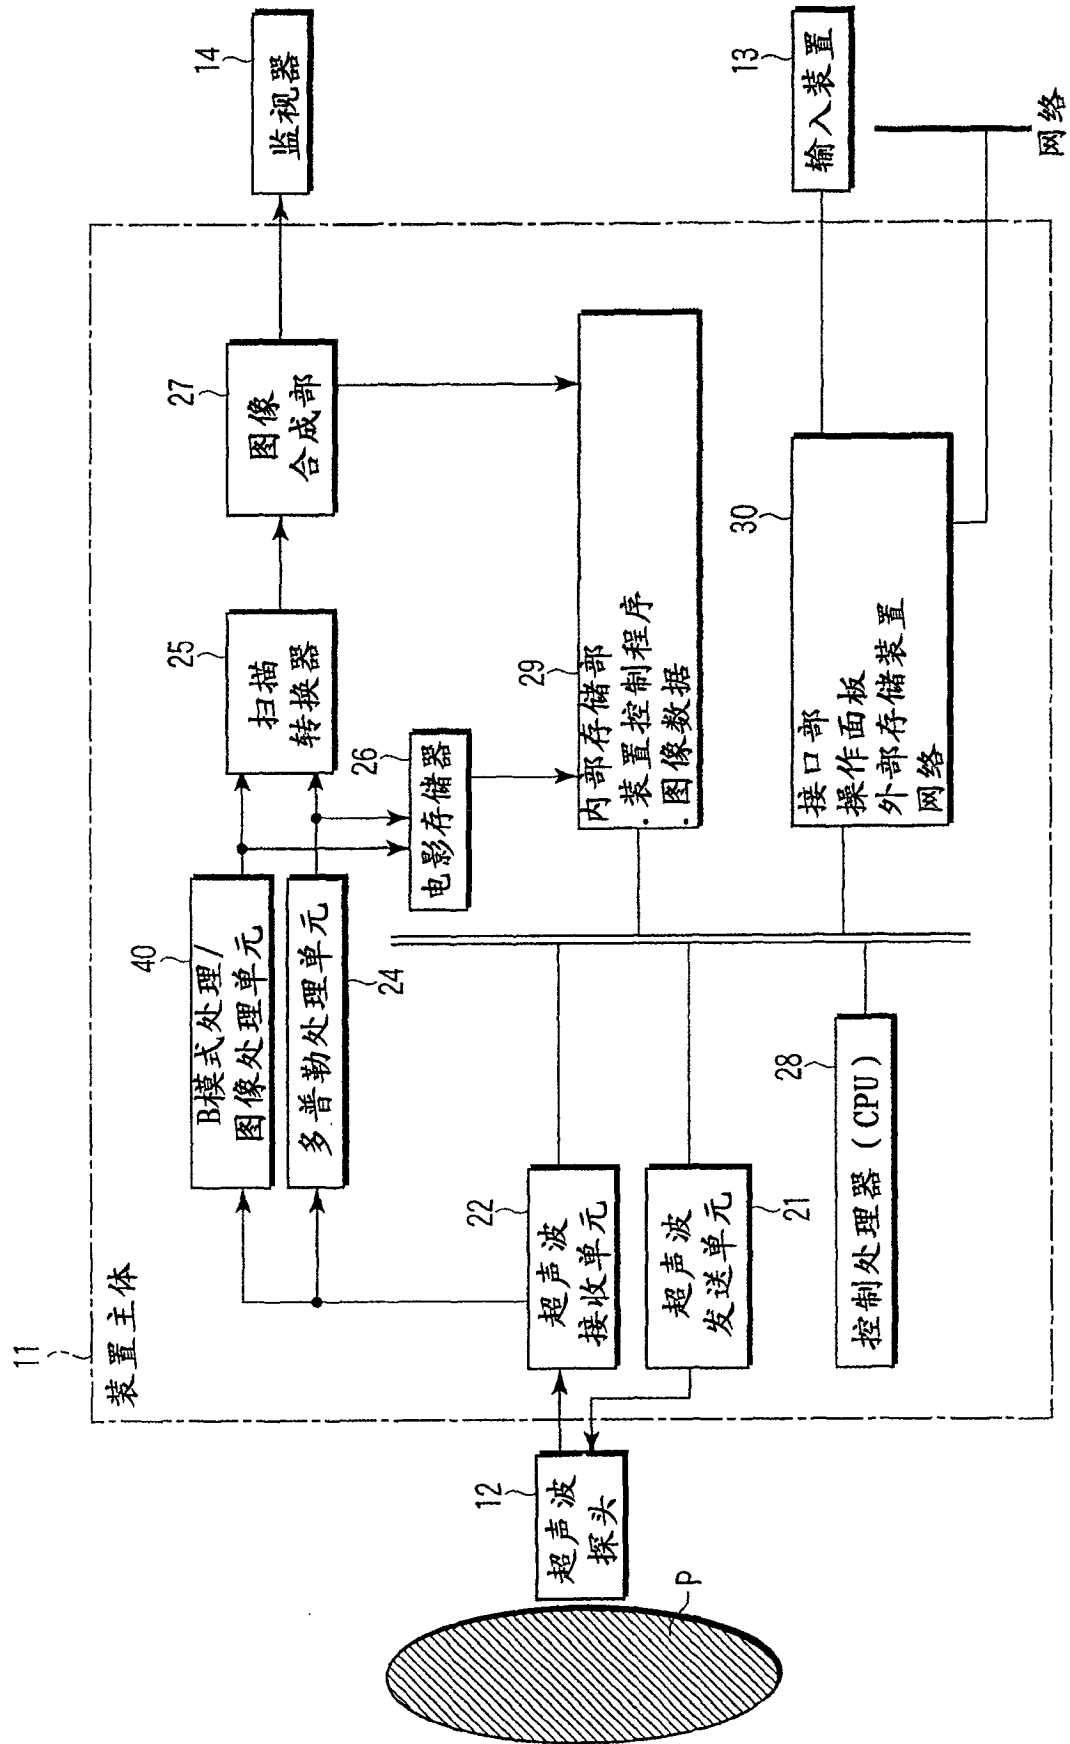 11
装置主体
40
B模式处理/
图像处理单元
多普勒处理单元
24
25
扫描
转换器
27
图像
合成部
14
监视器
26
电影存储器
12
超声波
探头
P
22
超声波
接收单元
超声波
发送单元
21
29
内部存储部
·装置控制程序
·图像数据
28
控制处理器(CPU)
30
接口部
操作面板
外部存储装置
网络
13
输入装置
网络